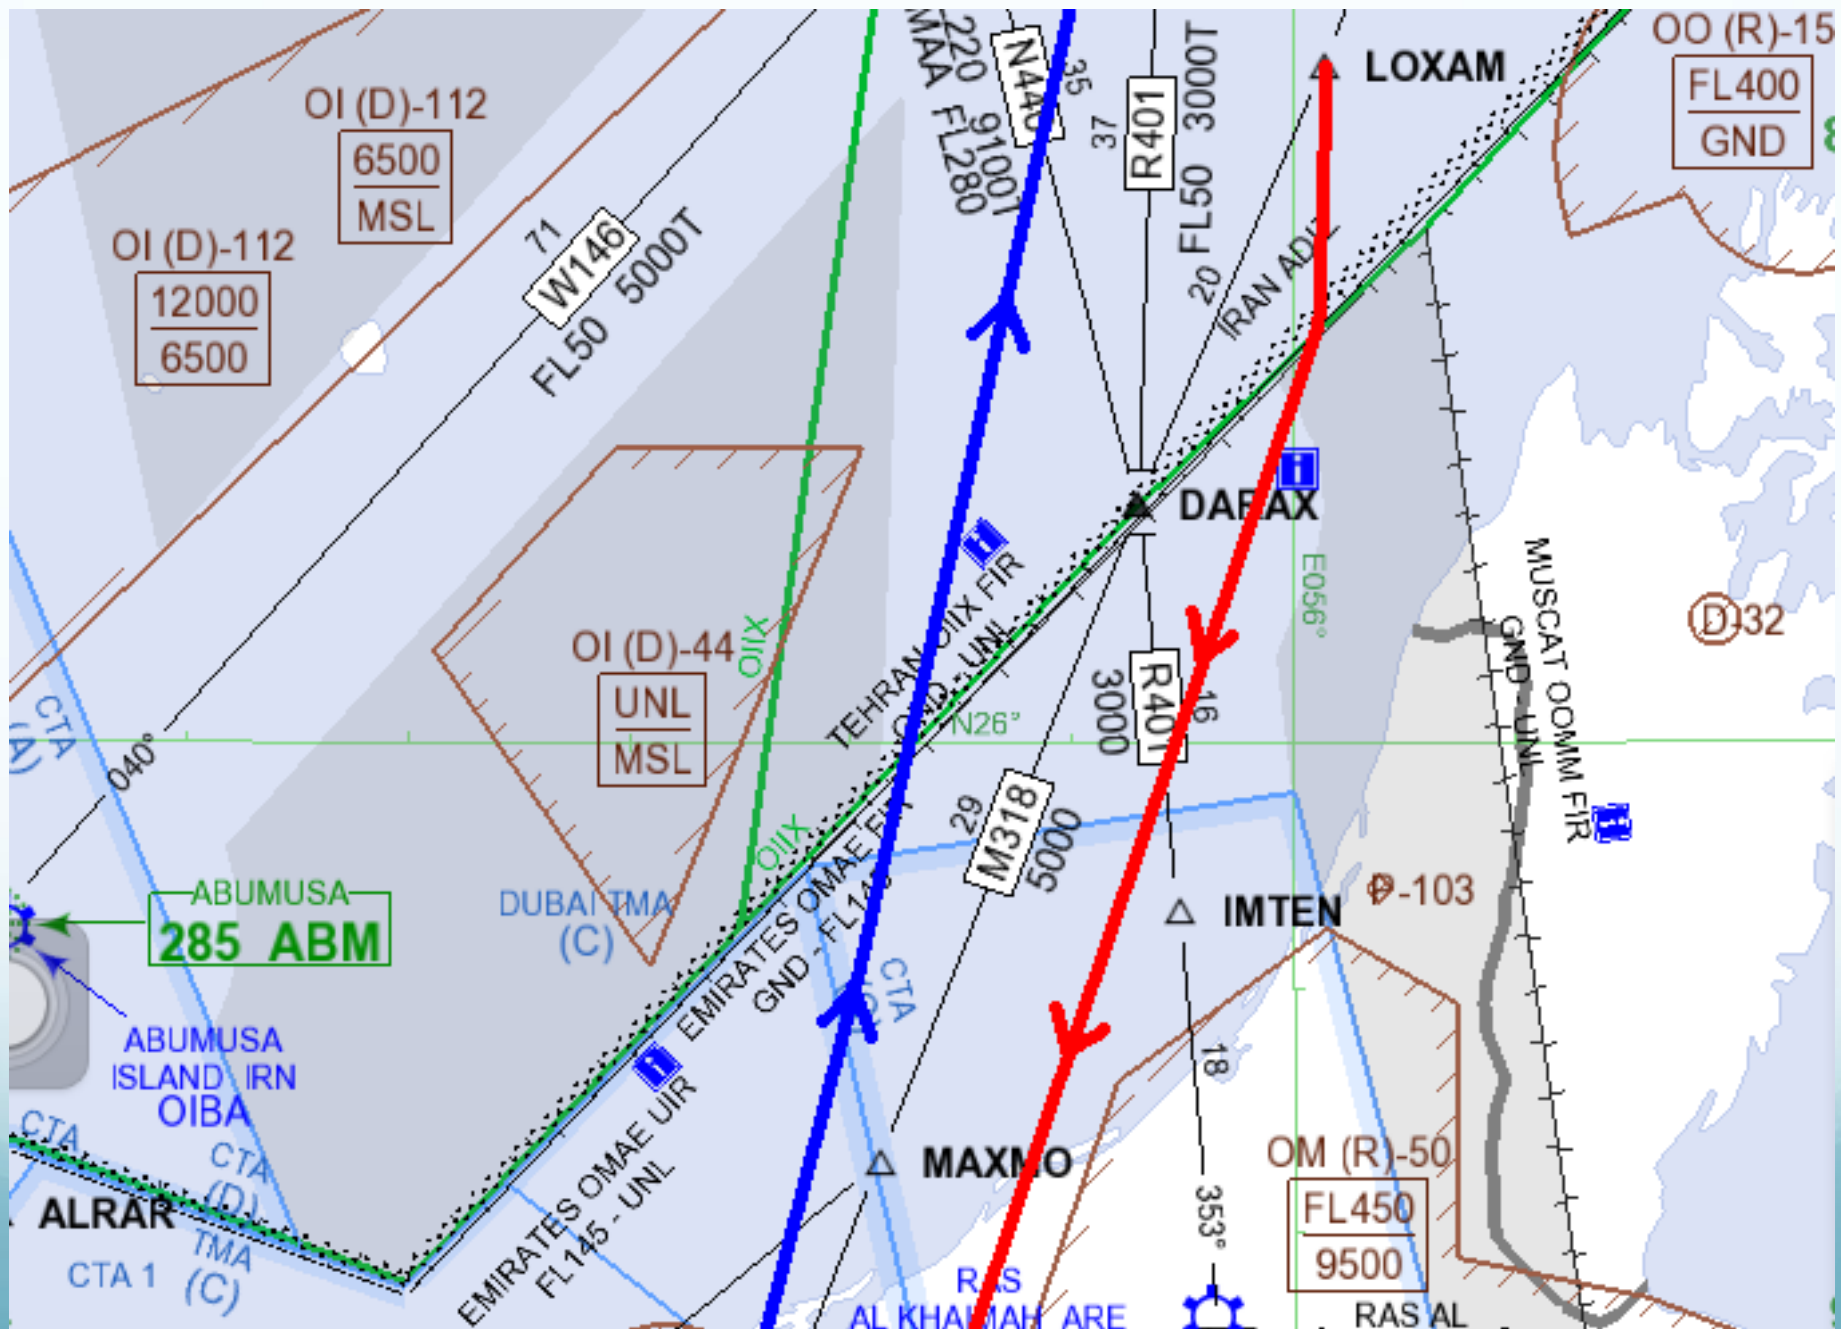 OI (D)-112
6500
MSL
OI (D)-112
12000
6500
71
W146
FL50 5000T
220 9100T
MAA FL280
35
37
R401
FL50 3000T
LOXAM
OO (R)-15
FL400
GND
20
IRAN ADIZ
DARAX
OI (D)-44
UNL
MSL
OIIX
OIIX
TEHRAN OIIX FIR
GND - UNL
N26°
E056°
MUSCAT OOMM FIR
GND - UNL
D-32
CTA
(A)
040°
R401
3000
16
29
M318
5000
ABUMUSA
285 ABM
DUBAI TMA
(C)
EMIRATES OMAE FIR
CTA
IMTEN
P-103
ABUMUSA
ISLAND IRN
OIBA
EMIRATES OMAE UIR
FL145 - UNL
18
353°
MAXMO
OM (R)-50
FL450
9500
CTA
CTA
(D)
ALRAR
TMA
(C)
CTA 1
RAS
AL KHAIMAH ARE
RAS AL